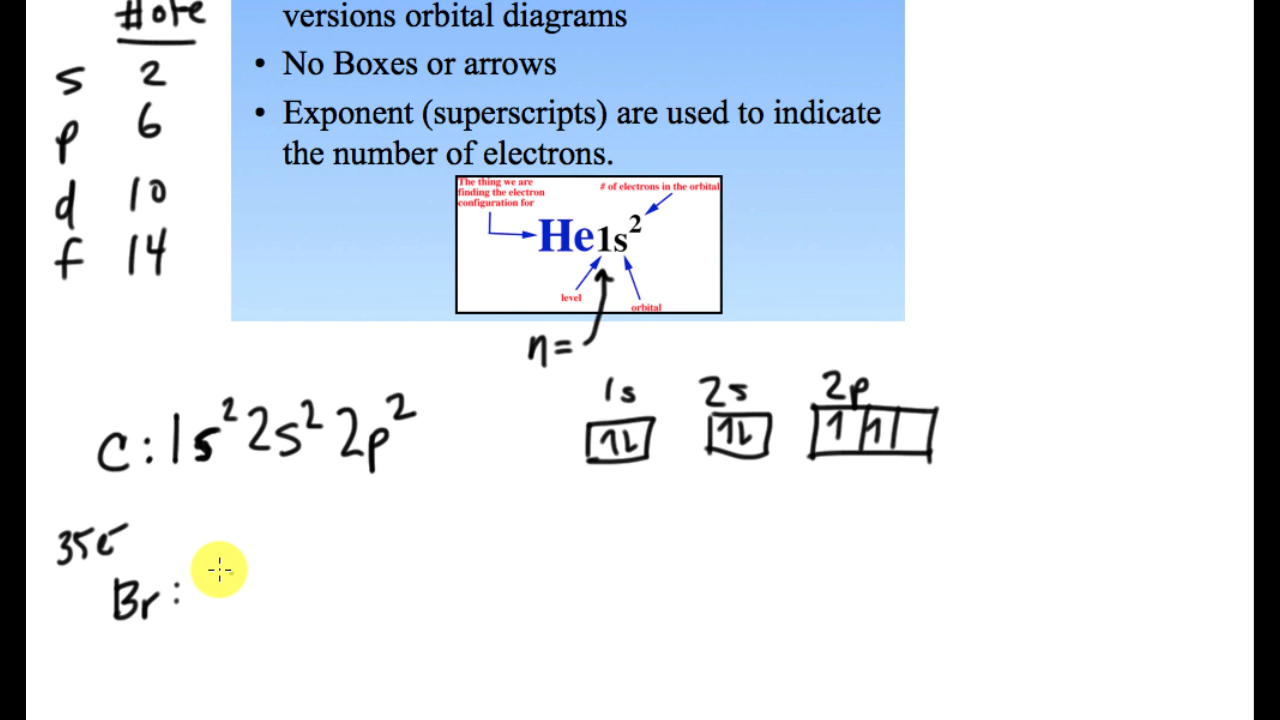 # of e
s 2
p 6
d 10
f 14
versions orbital diagrams
• No Boxes or arrows
• Exponent (superscripts) are used to indicate
the number of electrons.
The thing we are
finding the electron
configuration for
# of electrons in the orbital
He1s²
level
orbital
n=
C: 1s² 2s² 2p²
1s 2s 2p
35e⁻
Br: